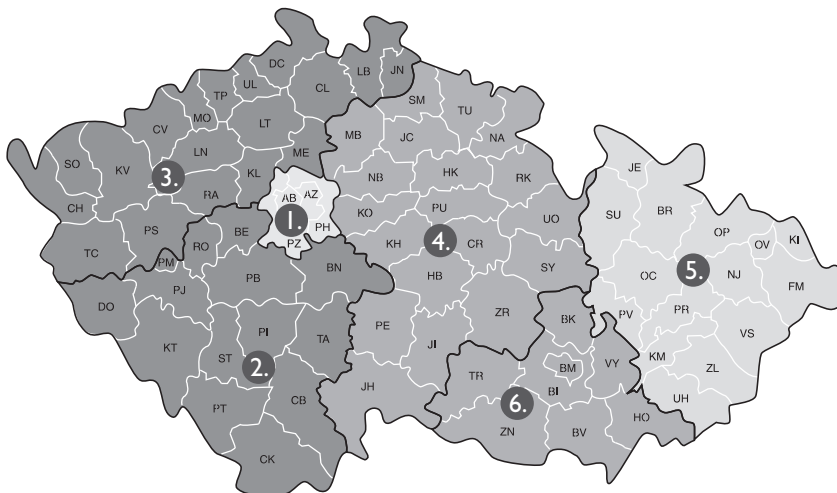 DC
LB
JN
UL
CL
TP
SM
MO
TU
CV
LT
MB
JC
NA
LN
ME
SO
KV
3.
KL
NB
HK
RK
JE
RA
AB
AZ
CH
KO
PU
SU
BR
PS
1.
PH
UO
BE
4.
OP
RO
KH
CR
OV
KI
TC
PZ
PM
BN
SY
OC
5.
NJ
PJ
PB
HB
FM
DO
PI
TA
PE
ZR
BK
PV
PR
VS
KT
ST
2.
JI
VY
KM
TR
BM
ZL
JH
BI
PT
CB
6.
UH
HO
ZN
BV
CK